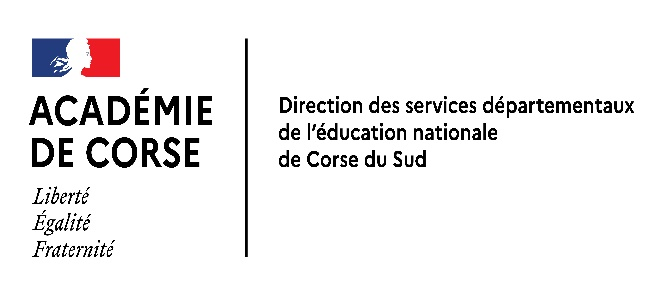 ACADÉMIE
DE CORSE
Liberté
Égalité
Fraternité
Direction des services départementaux
de l'éducation nationale
de Corse du Sud